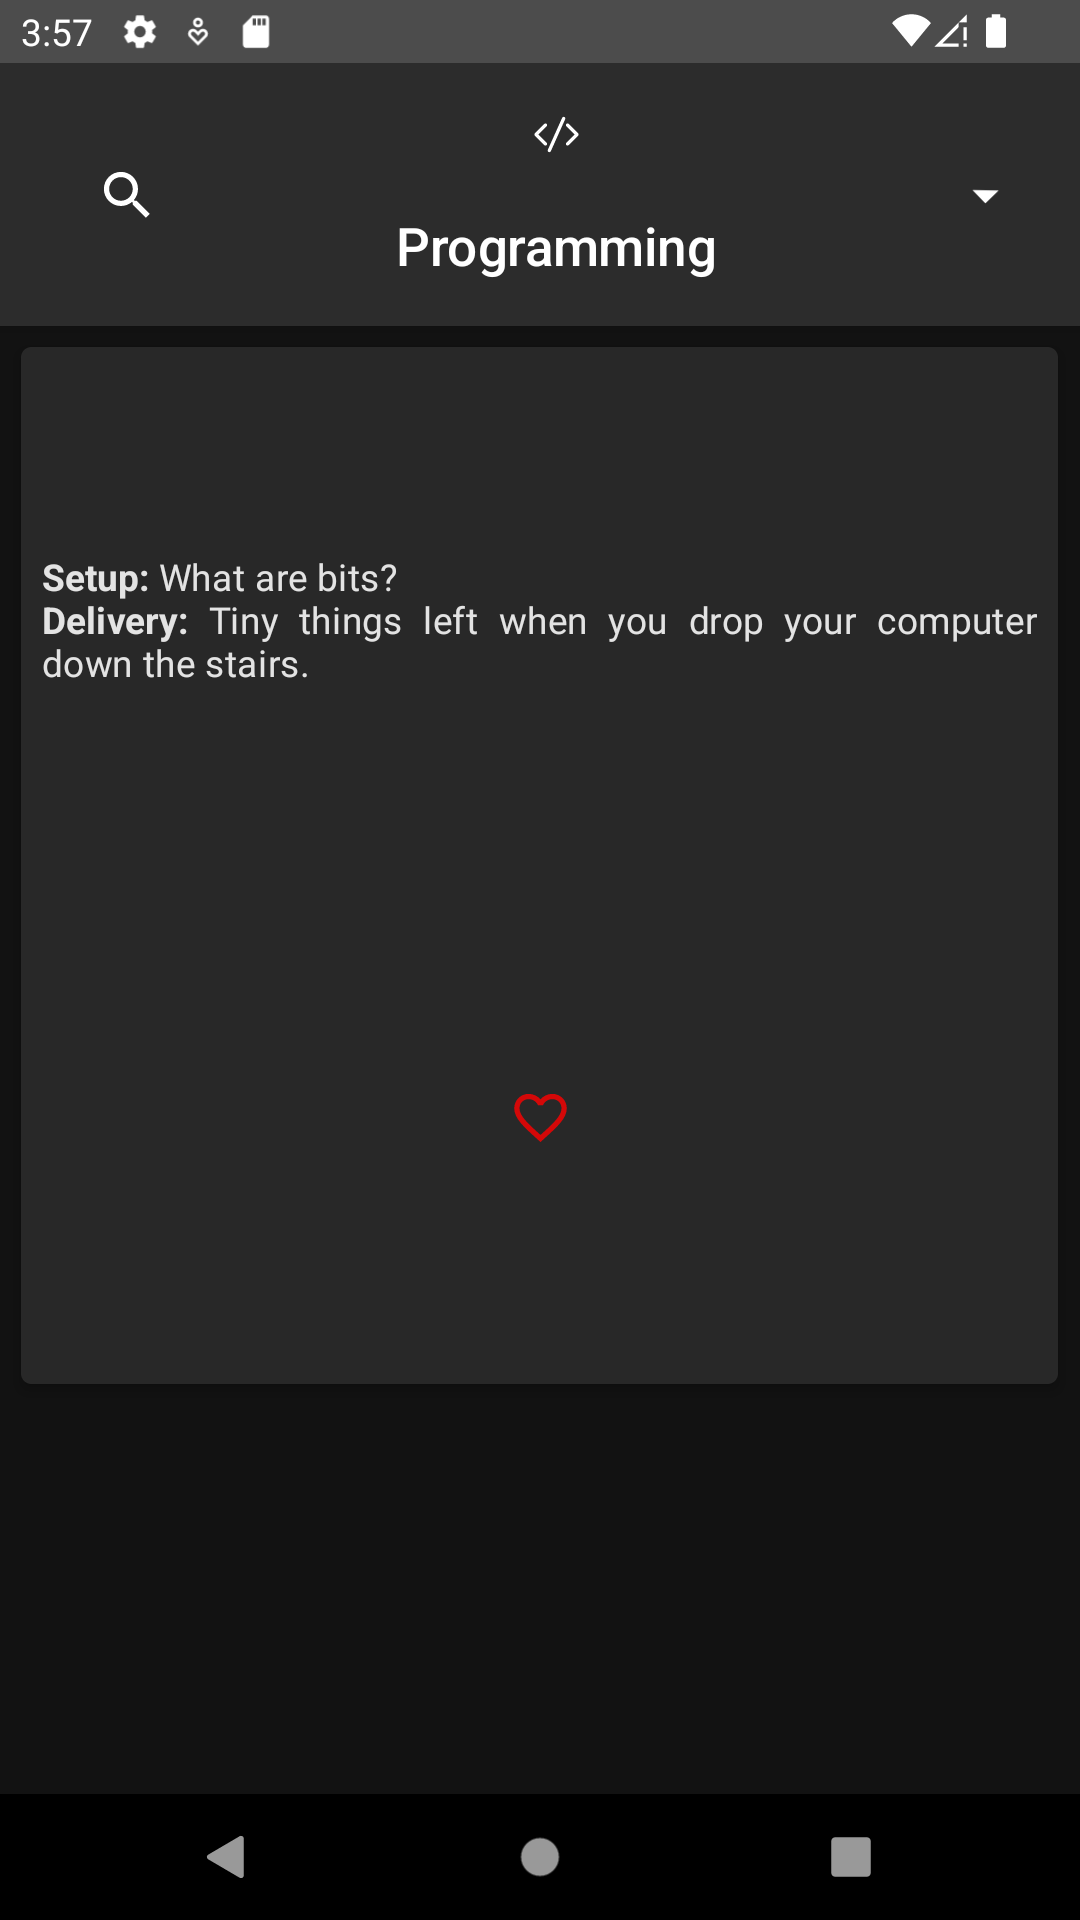 3:57
</>
Programming
Setup: What are bits?
Delivery: Tiny things left when you drop your computer
down the stairs.